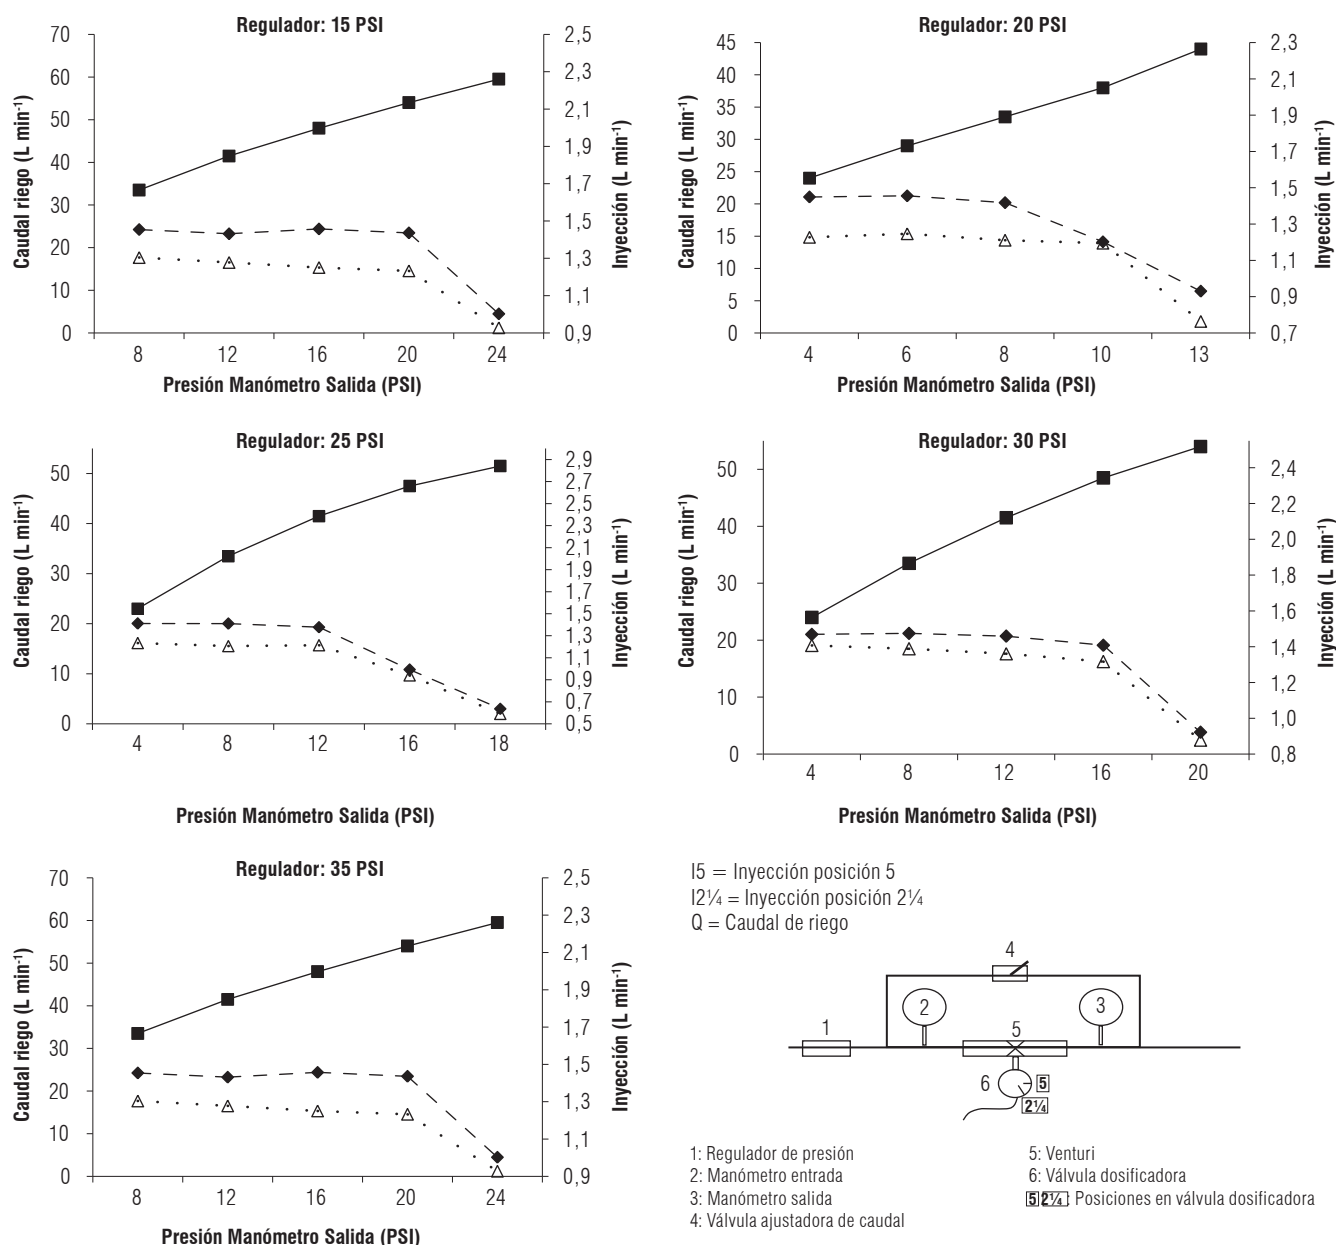 Regulador: 15 PSI
Caudal riego (L min⁻¹)
70
60
50
40
30
20
10
0
2,5
2,3
2,1
1,9
1,7
1,5
1,3
1,1
0,9
Inyección (L min⁻¹)
8 12 16 20 24
Presión Manómetro Salida (PSI)
Regulador: 20 PSI
Caudal riego (L min⁻¹)
45
40
35
30
25
20
15
10
5
0
2,3
2,1
1,9
1,7
1,5
1,3
1,1
0,9
0,7
Inyección (L min⁻¹)
4 6 8 10 13
Presión Manómetro Salida (PSI)
Regulador: 25 PSI
Caudal riego (L min⁻¹)
50
40
30
20
10
0
2,9
2,7
2,5
2,3
2,1
1,9
1,7
1,5
1,3
1,1
0,9
0,7
0,5
Inyección (L min⁻¹)
4 8 12 16 18
Presión Manómetro Salida (PSI)
Regulador: 30 PSI
Caudal riego (L min⁻¹)
50
40
30
20
10
0
2,4
2,2
2,0
1,8
1,6
1,4
1,2
1,0
0,8
Inyección (L min⁻¹)
4 8 12 16 20
Presión Manómetro Salida (PSI)
Regulador: 35 PSI
Caudal riego (L min⁻¹)
70
60
50
40
30
20
10
0
2,5
2,3
2,1
1,9
1,7
1,5
1,3
1,1
0,9
Inyección (L min⁻¹)
8 12 16 20 24
Presión Manómetro Salida (PSI)
I5 = Inyección posición 5
I2¼ = Inyección posición 2¼
Q = Caudal de riego
4
2
3
1
5
6
5
2¼
1: Regulador de presión
2: Manómetro entrada
3: Manómetro salida
4: Válvula ajustadora de caudal
5: Venturi
6: Válvula dosificadora
5 2¼: Posiciones en válvula dosificadora